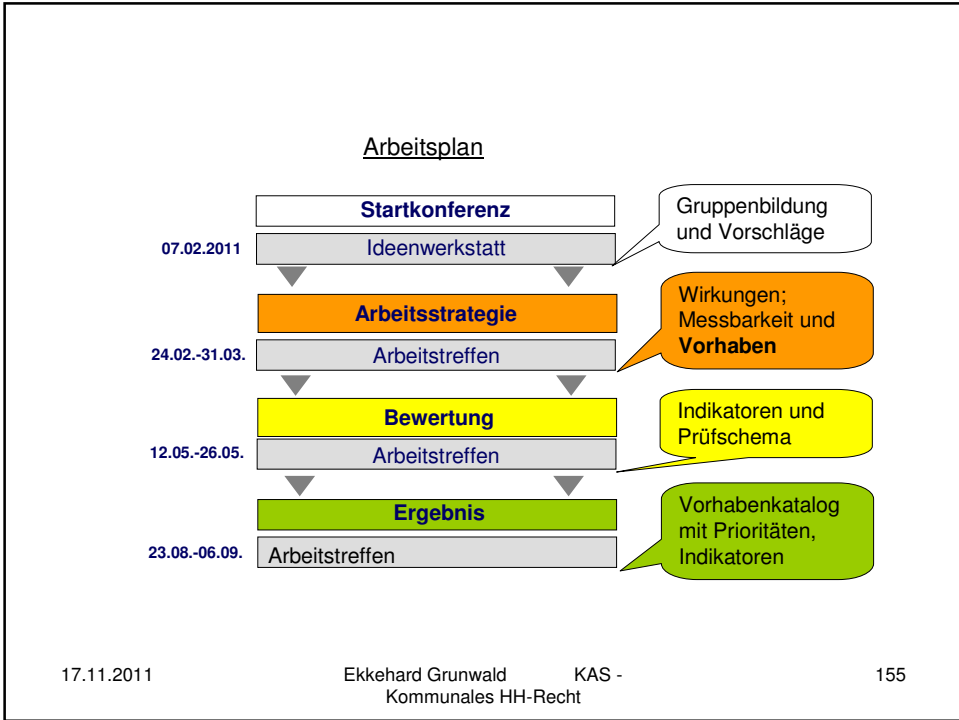 Arbeitsplan
Startkonferenz
07.02.2011
Ideenwerkstatt
Gruppenbildung
und Vorschläge
Arbeitsstrategie
24.02.-31.03.
Arbeitstreffen
Wirkungen;
Messbarkeit und
Vorhaben
Bewertung
12.05.-26.05.
Arbeitstreffen
Indikatoren und
Prüfschema
Ergebnis
23.08.-06.09.
Arbeitstreffen
Vorhabenkatalog
mit Prioritäten,
Indikatoren
17.11.2011
Ekkehard Grunwald KAS -
Kommunales HH-Recht
155